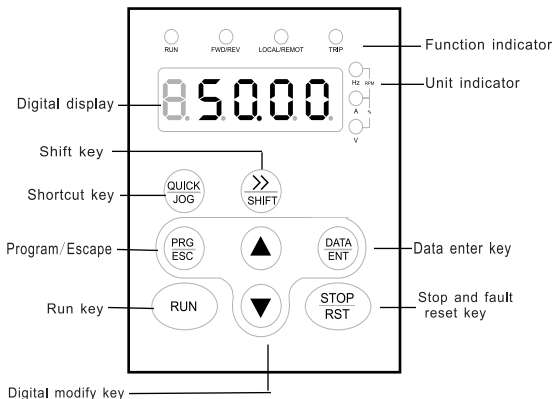 RUN FWD/REV LOCAL/REMOT TRIP
Function indicator
Hz RPM
Unit indicator
A %
V
Digital display
8.50.00
Shift key
Shortcut key
QUICK
JOG
>>
SHIFT
Program/Escape
PRG
ESC
DATA
ENT
Data enter key
Run key
RUN
STOP
RST
Stop and fault
reset key
Digital modify key